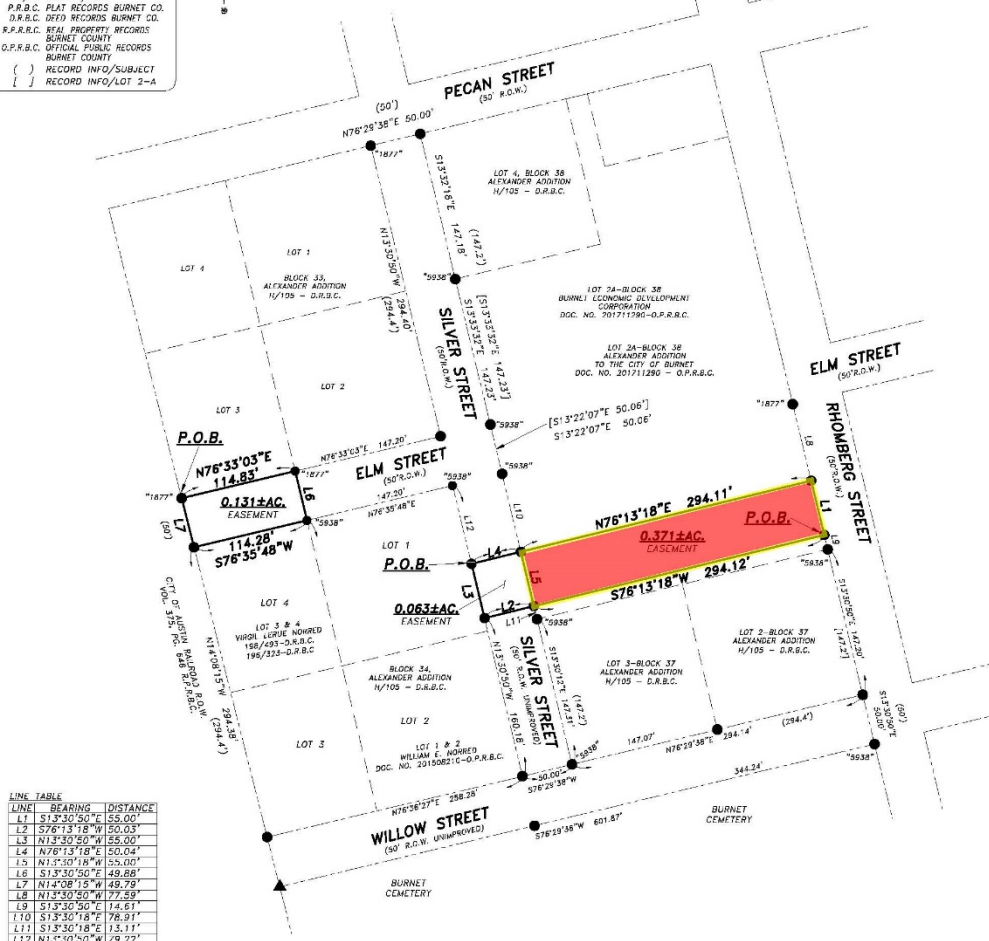 P.R.B.C. PLAT RECORDS BURNET CO.
D.R.B.C. DEED RECORDS BURNET CO.
R.P.R.B.C. REAL PROPERTY RECORDS
BURNET COUNTY
O.P.R.B.C. OFFICIAL PUBLIC RECORDS
BURNET COUNTY
( ) RECORD INFO/SUBJECT
[ ] RECORD INFO/LOT 2-A
PECAN STREET
(50' R.O.W.)
(50')
N76°29'38"E 50.00'
"1877"
S13°32'18"E 147.18'
(147.2')
LOT 4, BLOCK 38
ALEXANDER ADDITION
H/105 - D.R.B.C.
LOT 4
LOT 1
BLOCK 33,
ALEXANDER ADDITION
H/105 - D.R.B.C.
N13°30'50"W 294.40'
(294.4')
"5938"
[S13°33'32"E 147.23']
S13°33'32"E 147.23'
SILVER STREET
(50'R.O.W.)
LOT 2A-BLOCK 38
BURNET ECONOMIC DEVELOPMENT
CORPORATION
DOC. NO. 201711290-O.P.R.B.C.
LOT 2A-BLOCK 38
ALEXANDER ADDITION
TO THE CITY OF BURNET
DOC. NO. 201711290 - O.P.R.B.C.
ELM STREET
(50'R.O.W.)
LOT 2
LOT 3
"1877"
RHOMBERG STREET
(50'R.O.W.)
L8
[S13°22'07"E 50.06']
S13°22'07"E 50.06'
"5938"
P.O.B.
N76°33'03"E
114.83'
N76°33'03"E 147.20'
ELM STREET
(50'R.O.W.)
"1877"
"5938"
"5938"
"1877"
L6
0.131±AC.
EASEMENT
147.20'
N76°35'48"E
"5938"
(50')
L7
114.28'
S76°35'48"W
L12
L10
N76°13'18"E 294.11'
L1
P.O.B.
0.371±AC.
EASEMENT
L9
LOT 1
P.O.B.
L4
L5
S76°13'18"W 294.12'
"5938"
L3
0.063±AC.
EASEMENT
L2
L11
"5938"
CITY OF AUSTIN RAILROAD R.O.W.
VOL. 375, PG. 646 R.P.R.B.C.
N14°08'15"W 294.38'
(294.4')
LOT 4
LOT 3 & 4
VIRGIL LERUE NORRED
198/493-D.R.B.C.
196/323-D.R.B.C
BLOCK 34,
ALEXANDER ADDITION
H/105 - D.R.B.C.
N13°30'50"W 160.18'
SILVER STREET
(50' R.O.W. UNIMPROVED)
S13°30'12"E 147.31'
(147.2')
LOT 3-BLOCK 37
ALEXANDER ADDITION
H/105 - D.R.B.C.
LOT 2-BLOCK 37
ALEXANDER ADDITION
H/105 - D.R.B.C.
S13°30'50"E 147.20'
(147.2')
LOT 2
LOT 3
LOT 1 & 2
WILLIAM E. NORRED
DOC. NO. 201508210-O.P.R.B.C.
"5938"
(50')
S13°30'50"E
50.00'
147.07'
N76°29'38"E 294.14'
(294.4')
"5938"
50.00'
S76°29'38"W
344.24'
N76°36'27"E 258.28'
WILLOW STREET
(50' R.O.W. UNIMPROVED)
S76°29'38"W 601.87'
BURNET
CEMETERY
BURNET
CEMETERY
LINE TABLE
LINE BEARING DISTANCE
L1 S13°30'50"E 55.00'
L2 S76°13'18"W 50.03'
L3 N13°30'50"W 55.00'
L4 N76°13'18"E 50.04'
L5 N13°30'18"W 55.00'
L6 S13°30'50"E 49.88'
L7 N14°08'15"W 49.79'
L8 N13°30'50"W 77.59'
L9 S13°30'50"E 14.61'
L10 S13°30'18"E 78.91'
L11 S13°30'18"E 13.11'
L12 N13°30'50"W 79.27'